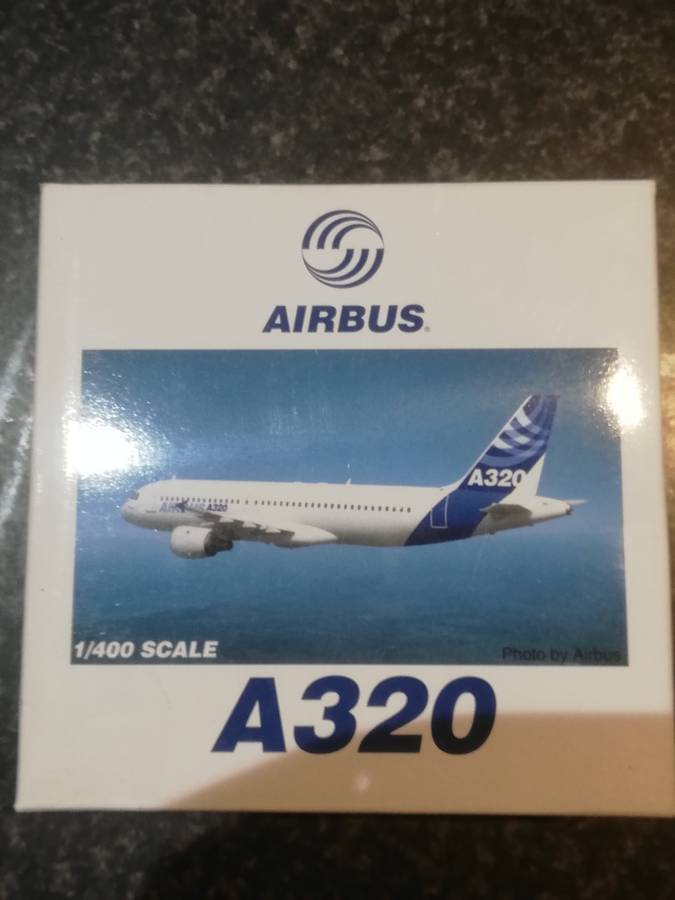 AIRBUS®
A320
AIRBUS A320
1/400 SCALE
Photo by Airbus
A320